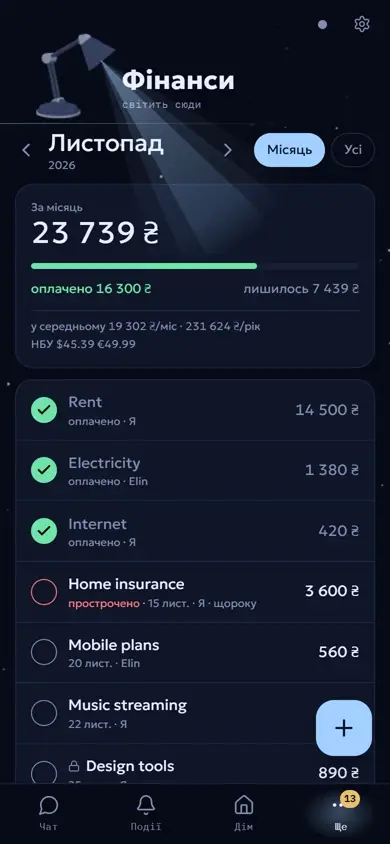 Фінанси
світить сюди
Листопад
2026
Місяць
Усі
За місяць
23 739 ₴
оплачено 16 300 ₴
лишилось 7 439 ₴
у середньому 19 302 ₴/міс · 231 624 ₴/рік
НБУ $45.39 €49.99
Rent
оплачено · Я
14 500 ₴
Electricity
оплачено · Elin
1 380 ₴
Internet
оплачено · Я
420 ₴
Home insurance
прострочено · 15 лист. · Я · щороку
3 600 ₴
Mobile plans
20 лист. · Elin
560 ₴
Music streaming
22 лист. · Я
Design tools
890 ₴
13
Чат
Події
Дім
Ще